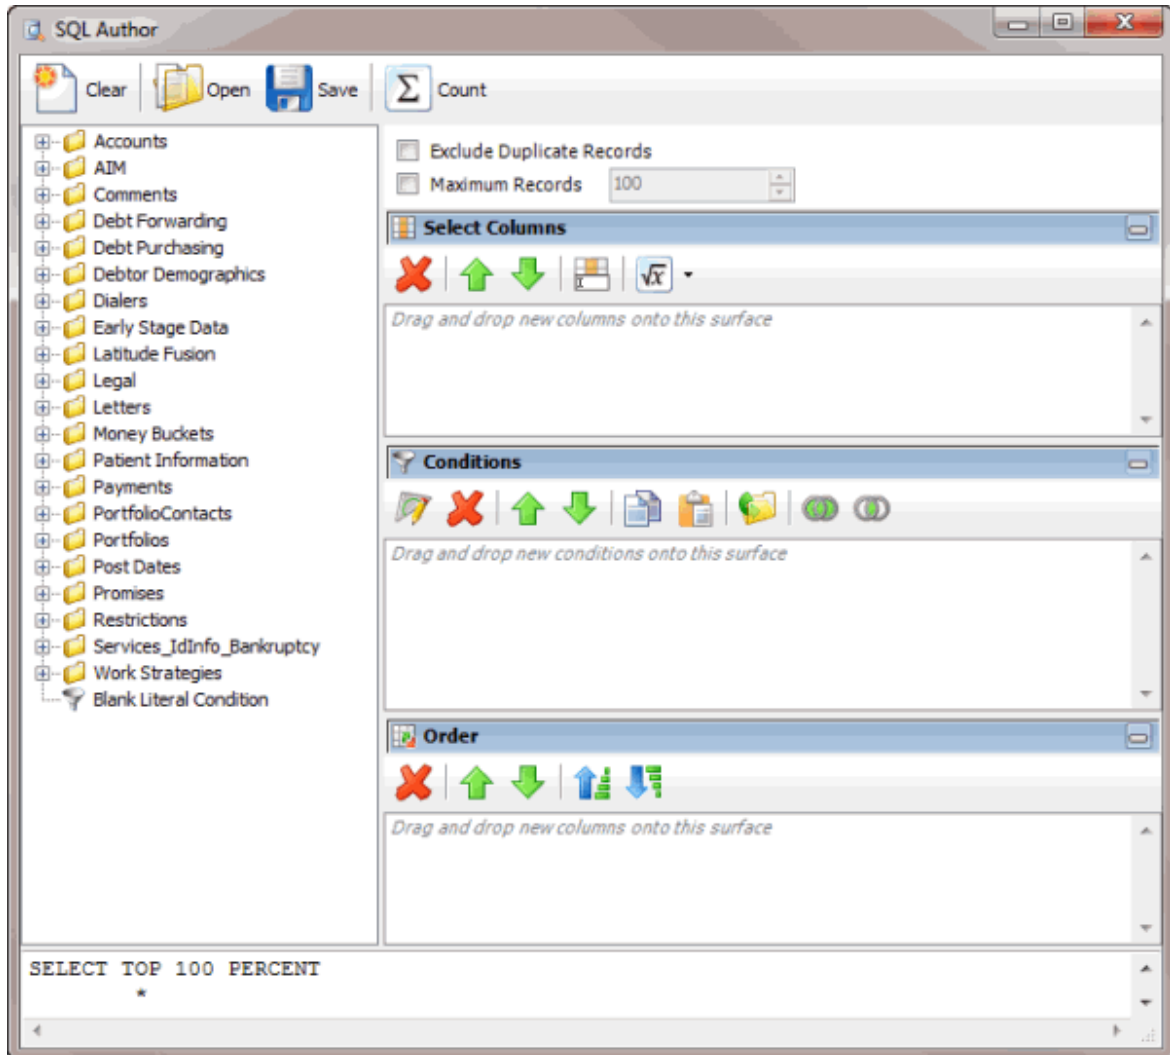 SQL Author
Clear Open Save Σ Count
Accounts
AIM
Comments
Debt Forwarding
Debt Purchasing
Debtor Demographics
Dialers
Early Stage Data
Latitude Fusion
Legal
Letters
Money Buckets
Patient Information
Payments
PortfolioContacts
Portfolios
Post Dates
Promises
Restrictions
Services_IdInfo_Bankruptcy
Work Strategies
Blank Literal Condition
Exclude Duplicate Records
Maximum Records 100
Select Columns
√x
Drag and drop new columns onto this surface
Conditions
Drag and drop new conditions onto this surface
Order
Drag and drop new columns onto this surface
SELECT TOP 100 PERCENT
*